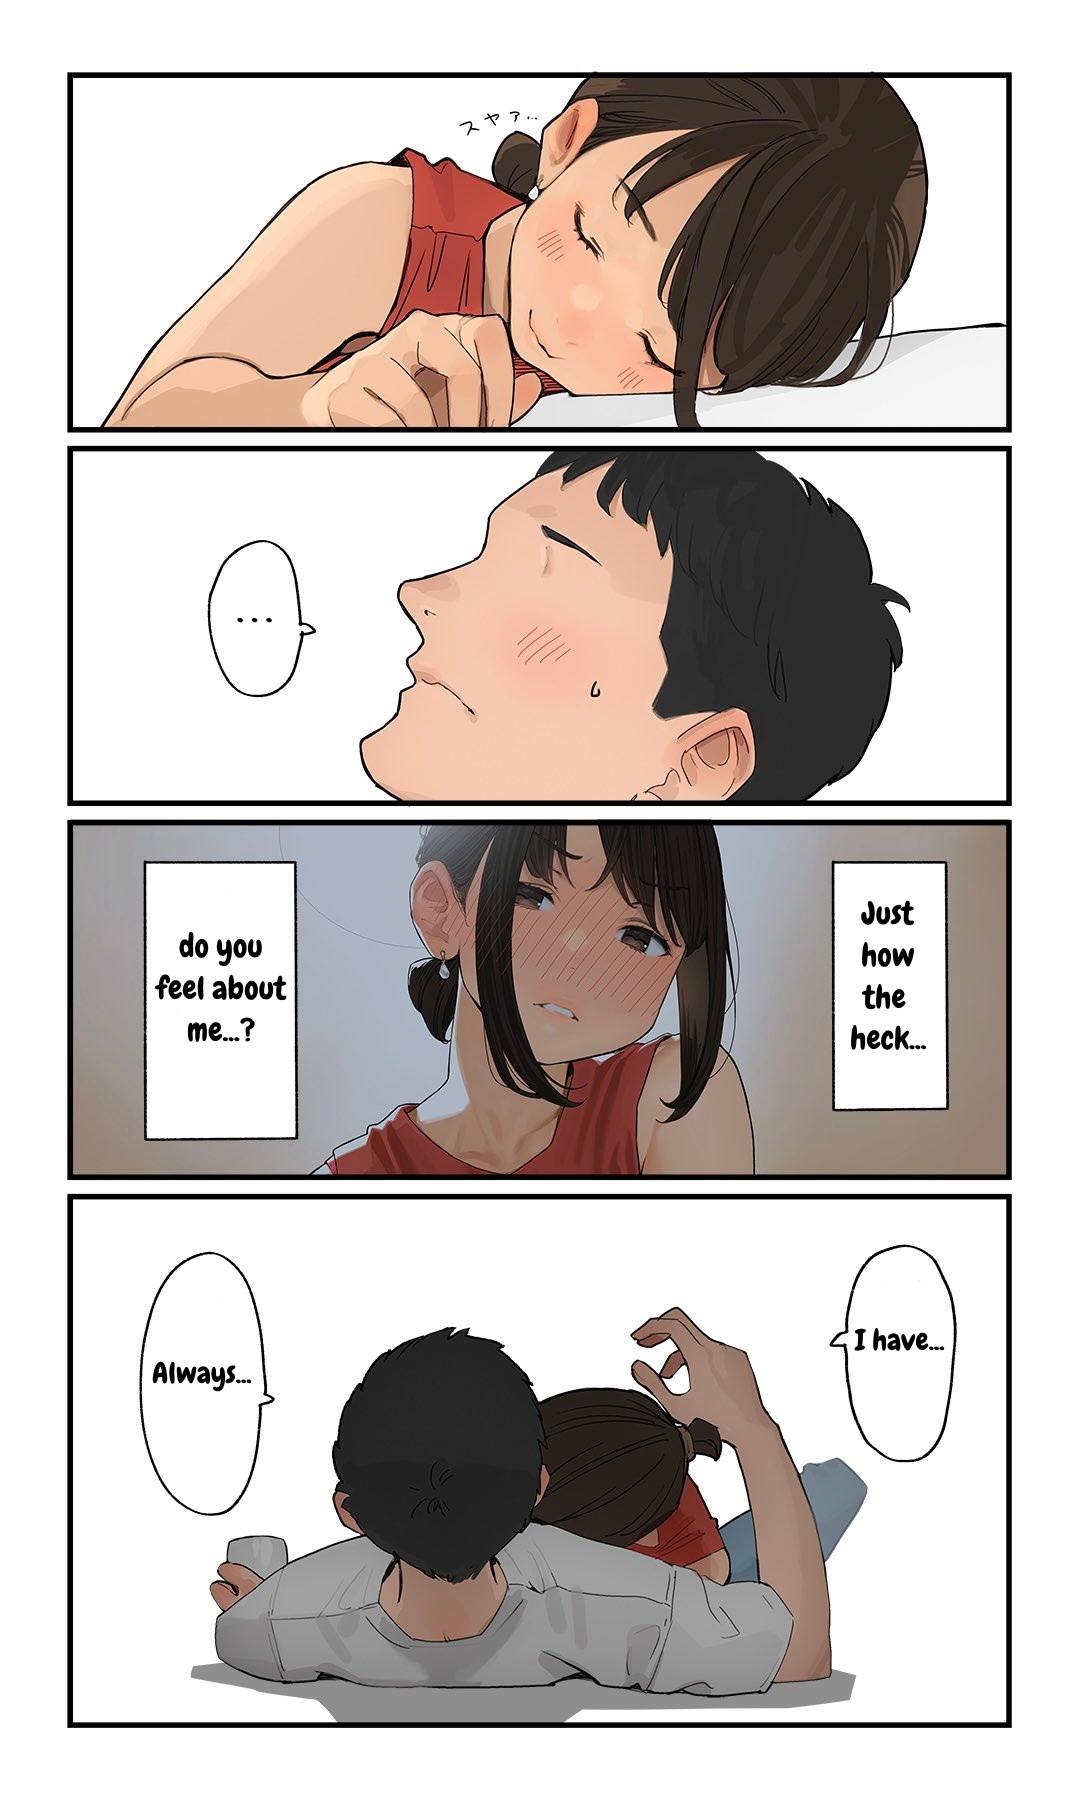 スヤァ…
...
Just
how
the
heck...
do you
feel about
me...?
I have...
Always...